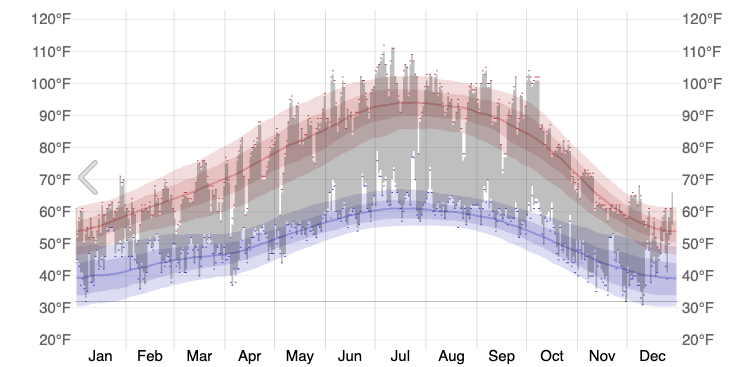 120°F 120°F
110°F 110°F
100°F 100°F
90°F 90°F
80°F 80°F
70°F 70°F
60°F 60°F
50°F 50°F
40°F 40°F
30°F 30°F
20°F 20°F
Jan Feb Mar Apr May Jun Jul Aug Sep Oct Nov Dec